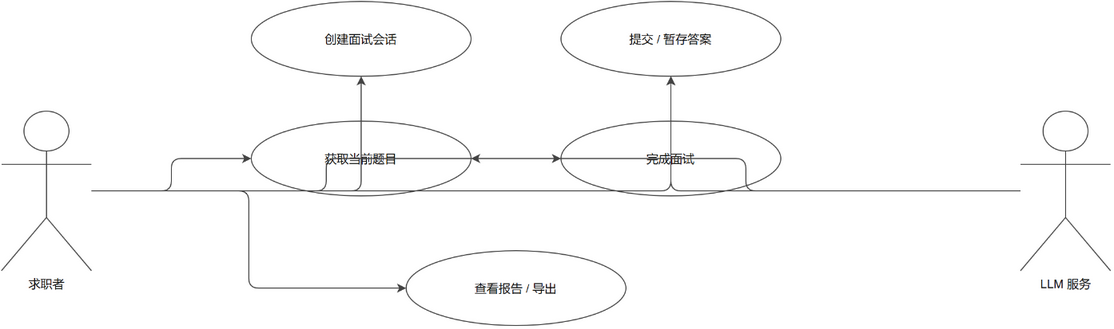 创建面试会话
提交 / 暂存答案
获取当前题目
完成面试
求职者
LLM 服务
查看报告 / 导出